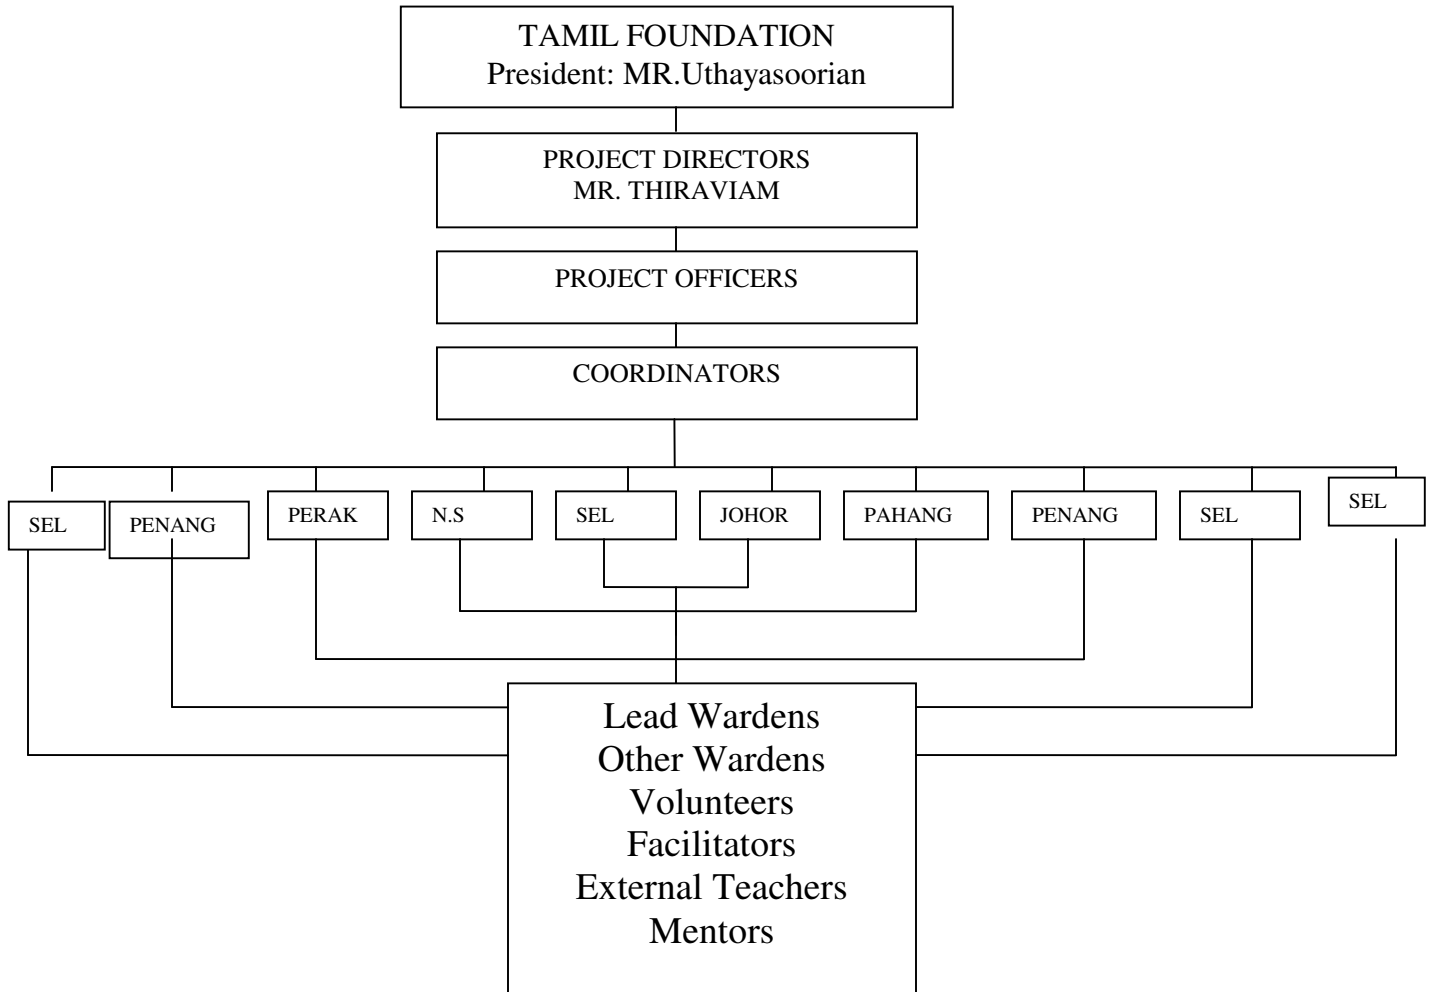 TAMIL FOUNDATION
President: MR.Uthayasoorian
PROJECT DIRECTORS
MR. THIRAVIAM
PROJECT OFFICERS
COORDINATORS
SEL
PENANG
PERAK
N.S
SEL
JOHOR
PAHANG
PENANG
SEL
SEL
Lead Wardens
Other Wardens
Volunteers
Facilitators
External Teachers
Mentors